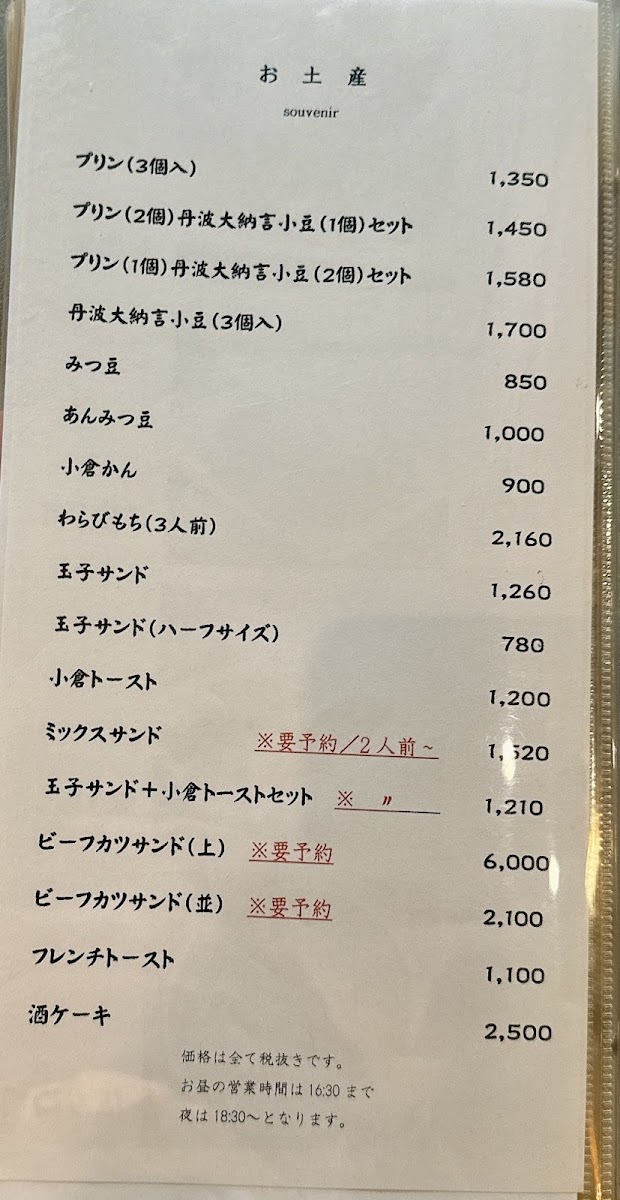 お土産
souvenir
プリン(3個入) 1,350
プリン(2個)丹波大納言小豆(1個)セット 1,450
プリン(1個)丹波大納言小豆(2個)セット 1,580
丹波大納言小豆(3個入) 1,700
みつ豆 850
あんみつ豆 1,000
小倉かん 900
わらびもち(3人前) 2,160
玉子サンド 1,260
玉子サンド(ハーフサイズ) 780
小倉トースト 1,200
ミックスサンド ※要予約/2人前~ 1,520
玉子サンド+小倉トーストセット ※ 〃 1,210
ビーフカツサンド(上) ※要予約 6,000
ビーフカツサンド(並) ※要予約 2,100
フレンチトースト 1,100
酒ケーキ 2,500
価格は全て税抜きです。
お昼の営業時間は16:30まで
夜は18:30~となります。